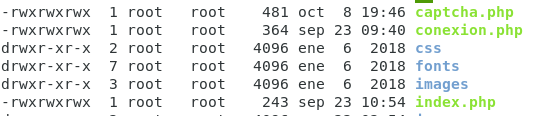 -rwxrwxrwx 1 root root 481 oct 8 19:46 captcha.php
-rwxrwxrwx 1 root root 364 sep 23 09:40 conexion.php
drwxr-xr-x 2 root root 4096 ene 6 2018 css
drwxr-xr-x 7 root root 4096 ene 6 2018 fonts
drwxr-xr-x 3 root root 4096 ene 6 2018 images
-rwxr-xrwx 1 root root 243 sep 23 10:54 index.php